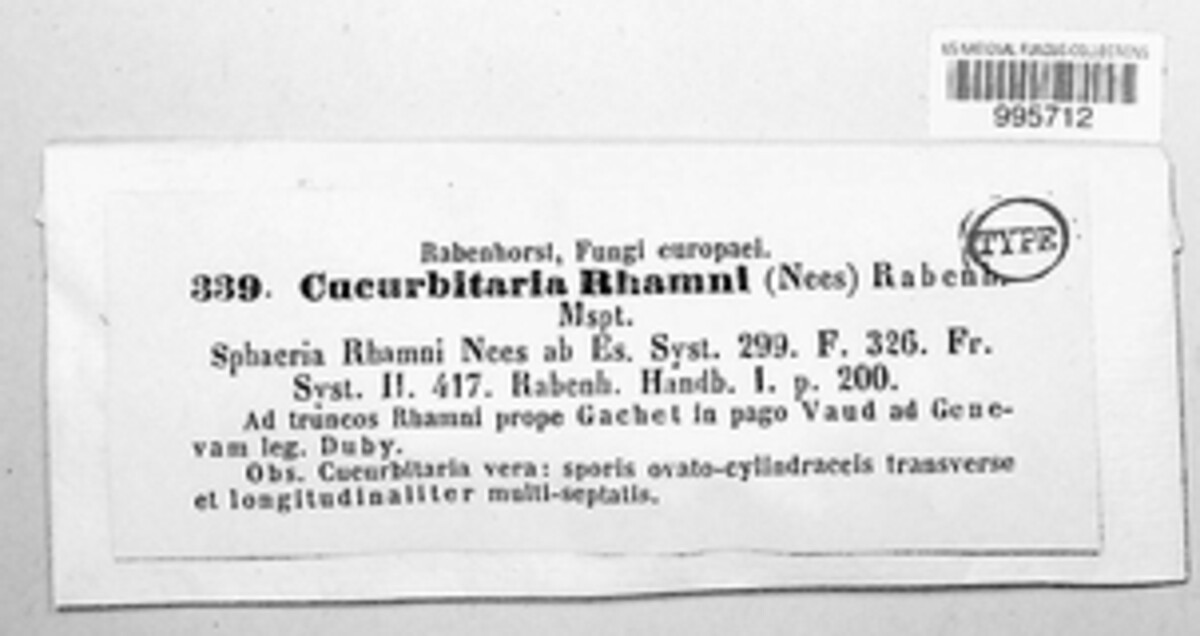 US NATIONAL FUNGUS COLLECTIONS
995712
TYPE
Rabenhorst, Fungi europaei.
339. Cucurbitaria Rhamni (Nees) Rabenh.
Mspt.
Sphaeria Rhamni Nees ab Es. Syst. 299. F. 326. Fr.
Syst. II. 417. Rabenh. Handb. I. p. 200.
Ad truncos Rhamni prope Gachet in pago Vaud ad Gene-
vam leg. Duby.
Obs. Cucurbitaria vera: sporis ovato-cylindraceis transverse
et longitudinaliter multi-septatis.